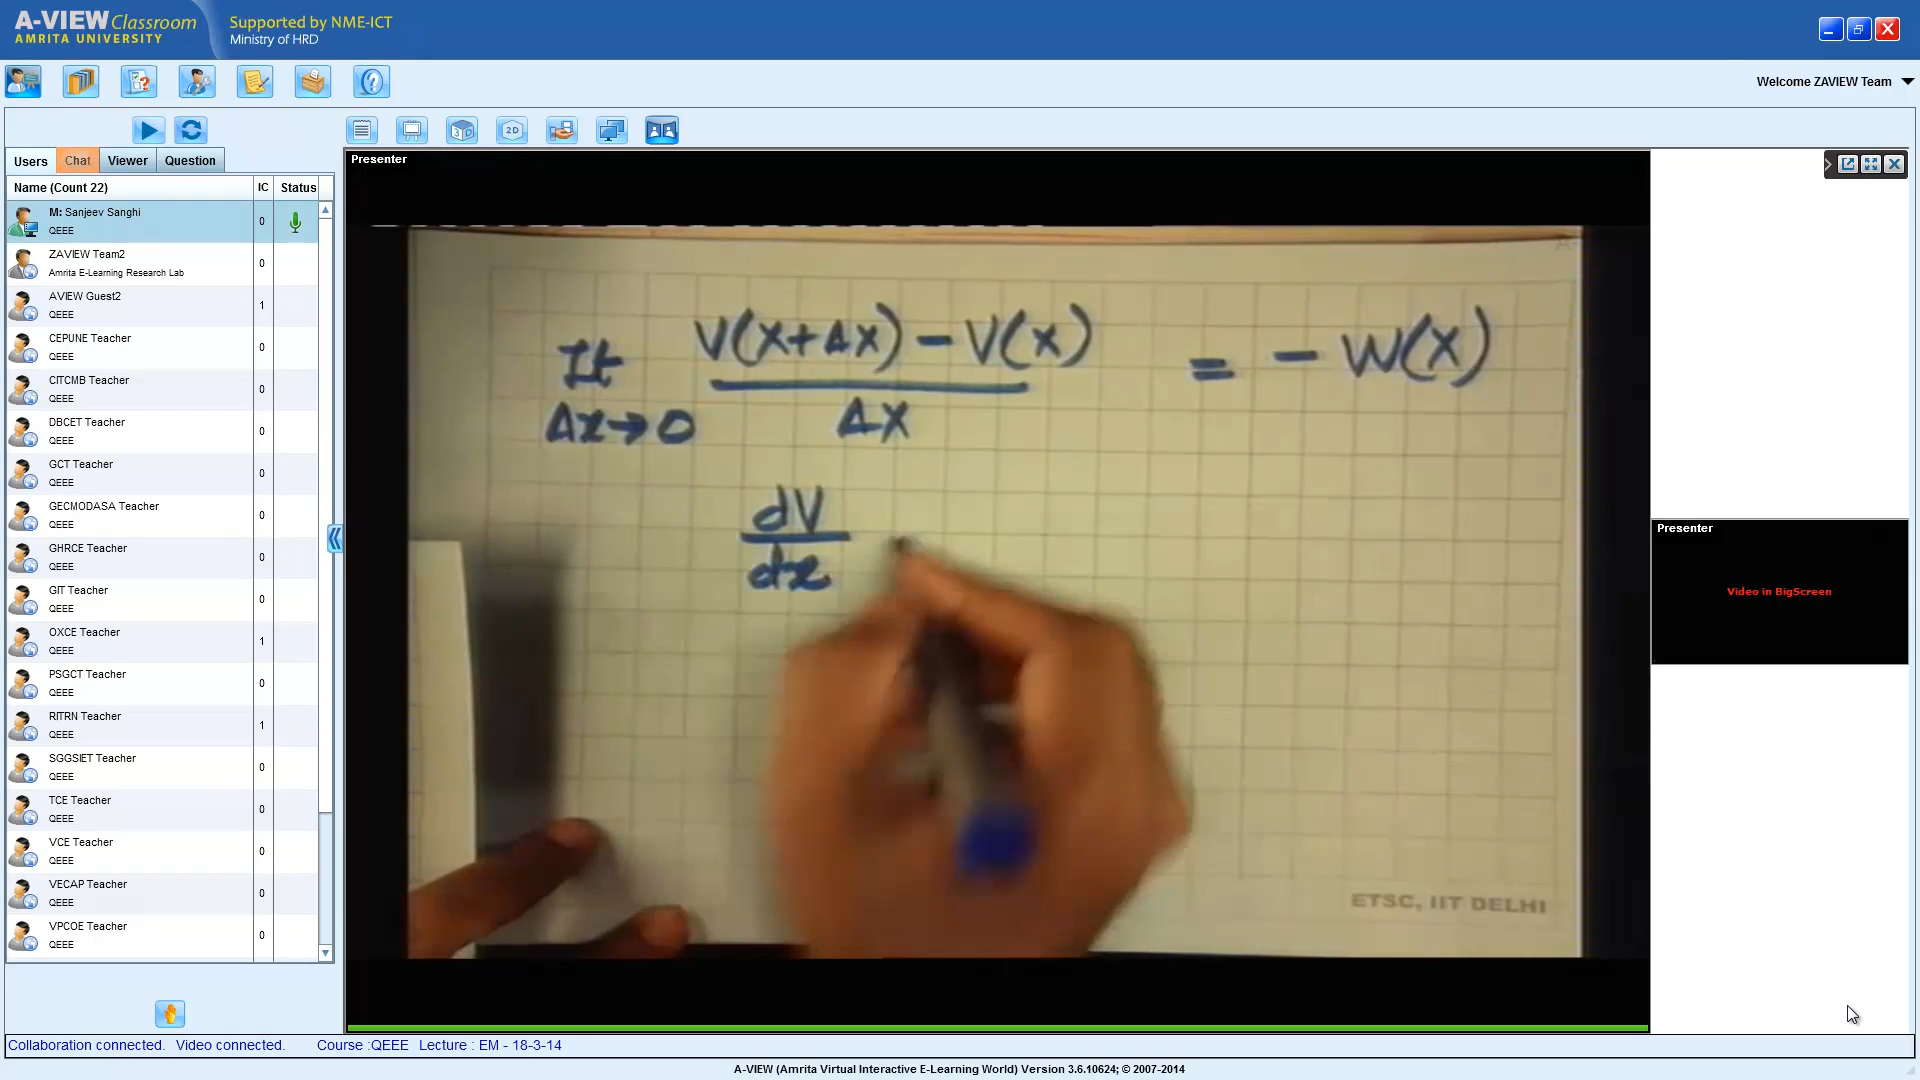 A-VIEW Classroom
AMRITA UNIVERSITY
Supported by NME-ICT
Ministry of HRD
Welcome ZAVIEW Team
3D
2D
Users Chat Viewer Question
Name (Count 22) IC Status
M: Sanjeev Sanghi
QEEE
0
ZAVIEW Team2
Amrita E-Learning Research Lab
0
AVIEW Guest2
QEEE
1
CEPUNE Teacher
QEEE
0
CITCMB Teacher
QEEE
0
DBCET Teacher
QEEE
0
GCT Teacher
QEEE
0
GECMODASA Teacher
QEEE
0
GHRCE Teacher
QEEE
0
GIT Teacher
QEEE
0
OXCE Teacher
QEEE
1
PSGCT Teacher
QEEE
0
RITRN Teacher
QEEE
1
SGGSIET Teacher
QEEE
0
TCE Teacher
QEEE
0
VCE Teacher
QEEE
0
VECAP Teacher
QEEE
0
VPCOE Teacher
QEEE
0
Presenter
V(x+Δx) - V(x)
lt = - W(x)
Δx→0 Δx
dV
dx
ETSC, IIT DELHI
Presenter
Video in BigScreen
Collaboration connected. Video connected. Course :QEEE Lecture : EM - 18-3-14
A-VIEW (Amrita Virtual Interactive E-Learning World) Version 3.6.10624; © 2007-2014